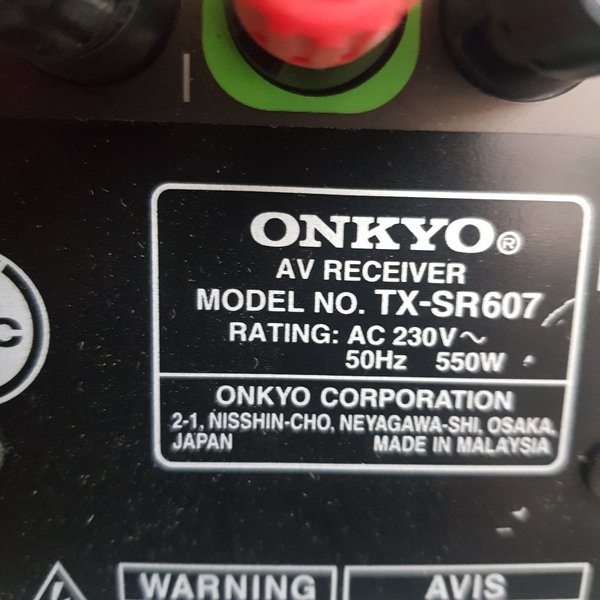 ONKYO®
AV RECEIVER
MODEL NO. TX-SR607
RATING: AC 230V～
50Hz 550W
C
ONKYO CORPORATION
2-1, NISSHIN-CHO, NEYAGAWA-SHI, OSAKA,
JAPAN MADE IN MALAYSIA
WARNING AVIS